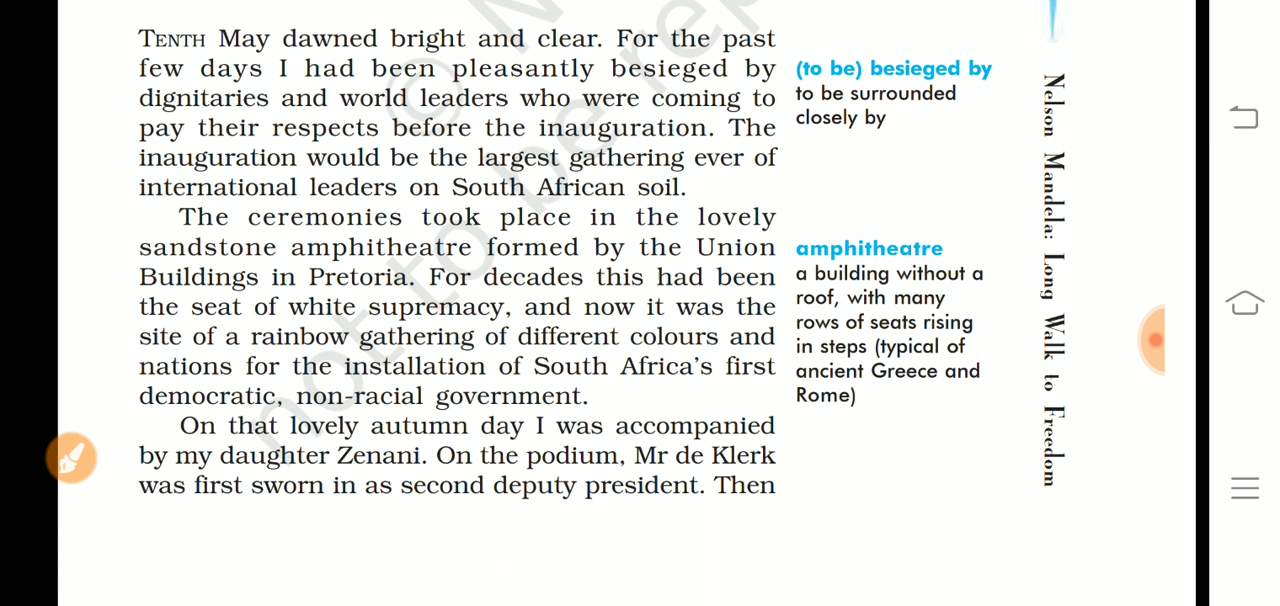 TENTH May dawned bright and clear. For the past
few days I had been pleasantly besieged by
dignitaries and world leaders who were coming to
pay their respects before the inauguration. The
inauguration would be the largest gathering ever of
international leaders on South African soil.
The ceremonies took place in the lovely
sandstone amphitheatre formed by the Union
Buildings in Pretoria. For decades this had been
the seat of white supremacy, and now it was the
site of a rainbow gathering of different colours and
nations for the installation of South Africa's first
democratic, non-racial government.
On that lovely autumn day I was accompanied
by my daughter Zenani. On the podium, Mr de Klerk
was first sworn in as second deputy president. Then
(to be) besieged by
to be surrounded
closely by
amphitheatre
a building without a
roof, with many
rows of seats rising
in steps (typical of
ancient Greece and
Rome)
Nelson Mandela: Long Walk to Freedom
© N
not to be rep